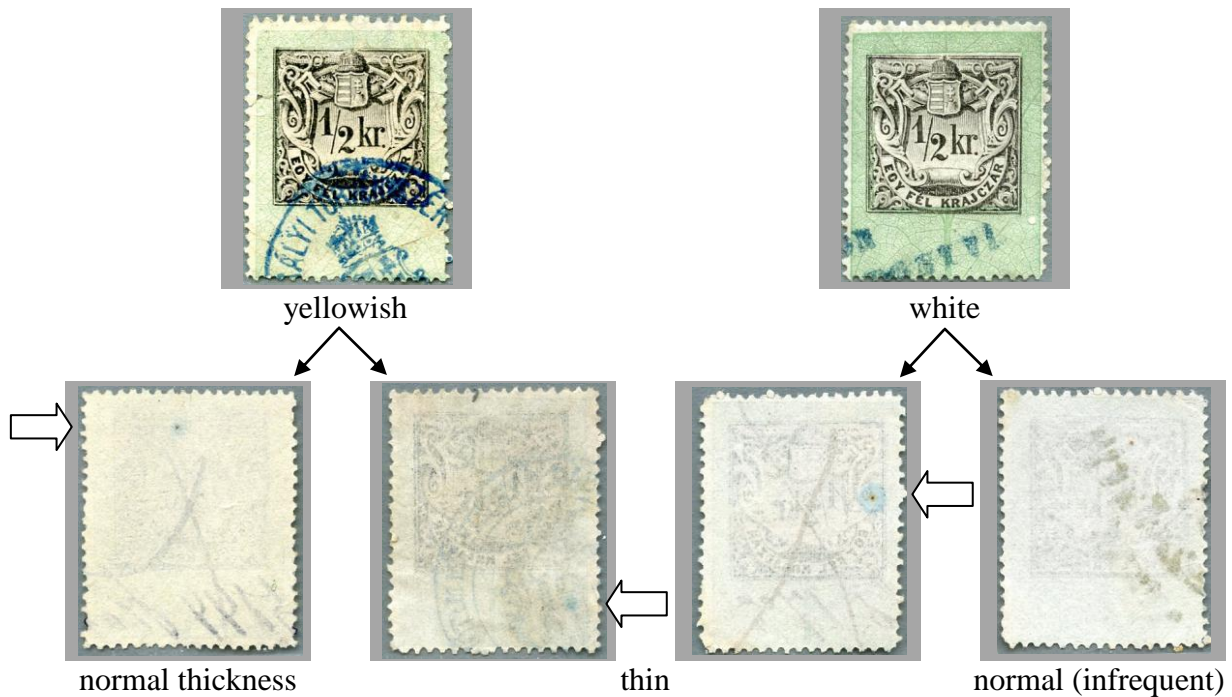 1/2 kr.
EGY FÉL KRAJCZÁR
1/2 kr.
EGY FÉL KRAJCZÁR
yellowish
white
normal thickness
thin
normal (infrequent)